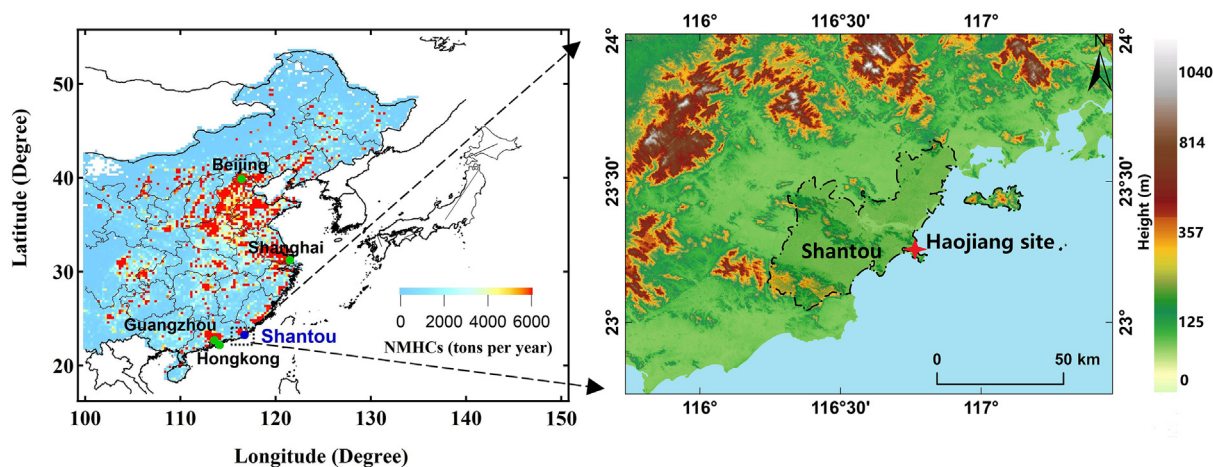 50
40
30
20
Latitude (Degree)
Beijing
Shanghai
Guangzhou
Hongkong
Shantou
0 2000 4000 6000
NMHCs (tons per year)
100 110 120 130 140 150
Longitude (Degree)
116° 116°30' 117°
24°
23°30'
23°
24°
23°30'
23°
N
Shantou
Haojiang site
0 50 km
116° 116°30' 117°
Height (m)
1040
814
357
125
0